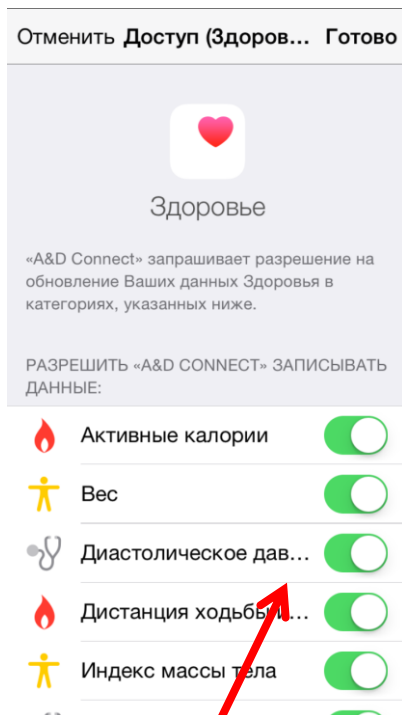 Отменить Доступ (Здоров... Готово
Здоровье
«A&D Connect» запрашивает разрешение на
обновление Ваших данных Здоровья в
категориях, указанных ниже.
РАЗРЕШИТЬ «A&D CONNECT» ЗАПИСЫВАТЬ
ДАННЫЕ:
Активные калории
Вес
Диастолическое дав...
Дистанция ходьбы и...
Индекс массы тела